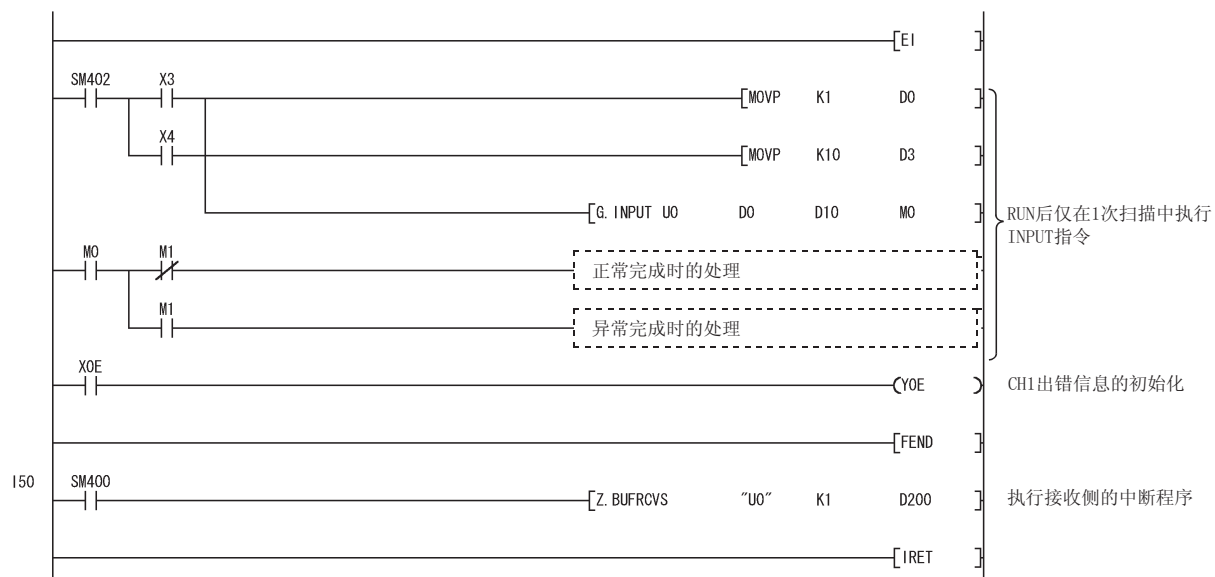 [EI ]
SM402 X3
[MOVP K1 D0 ]
X4
[MOVP K10 D3 ]
[G.INPUT U0 D0 D10 M0 ]
RUN后仅在1次扫描中执行
INPUT指令
M0 M1
正常完成时的处理
M1
异常完成时的处理
X0E
(Y0E )
CH1出错信息的初始化
[FEND ]
I50 SM400
[Z.BUFRCVS "U0" K1 D200 ]
执行接收侧的中断程序
[IRET ]